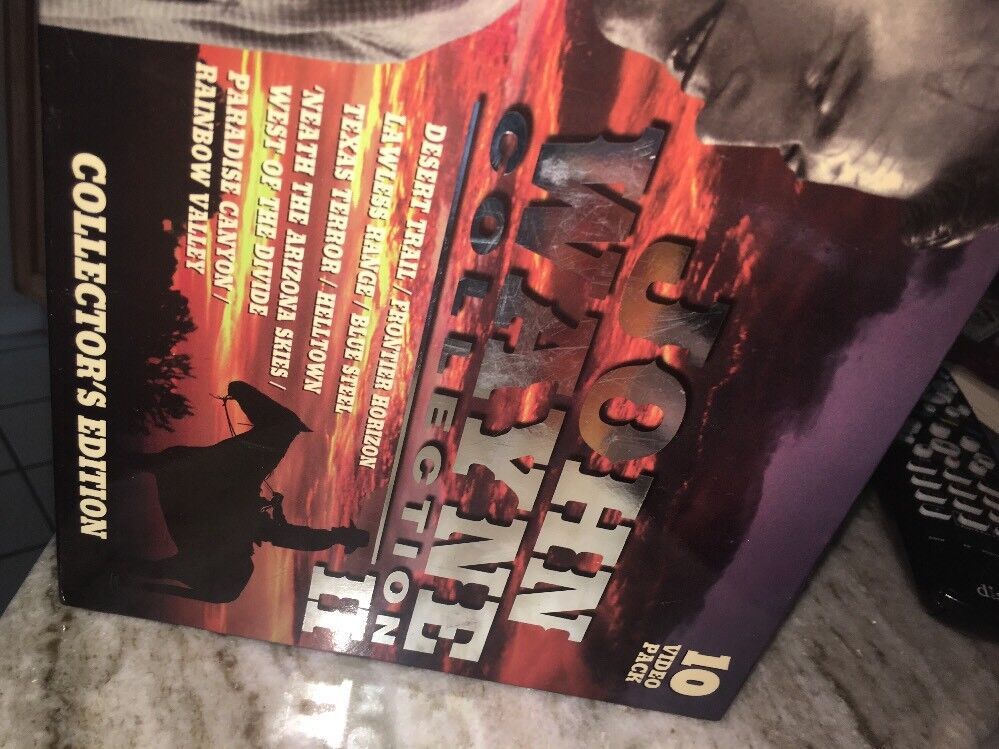 10
VIDEO
PACK
JOHN
WAYNE
COLLECTION
II
DESERT TRAIL / FRONTIER HORIZON
LAWLESS RANGE / BLUE STEEL
TEXAS TERROR / HELLTOWN
'NEATH THE ARIZONA SKIES /
WEST OF THE DIVIDE
PARADISE CANYON /
RAINBOW VALLEY
COLLECTOR'S EDITION